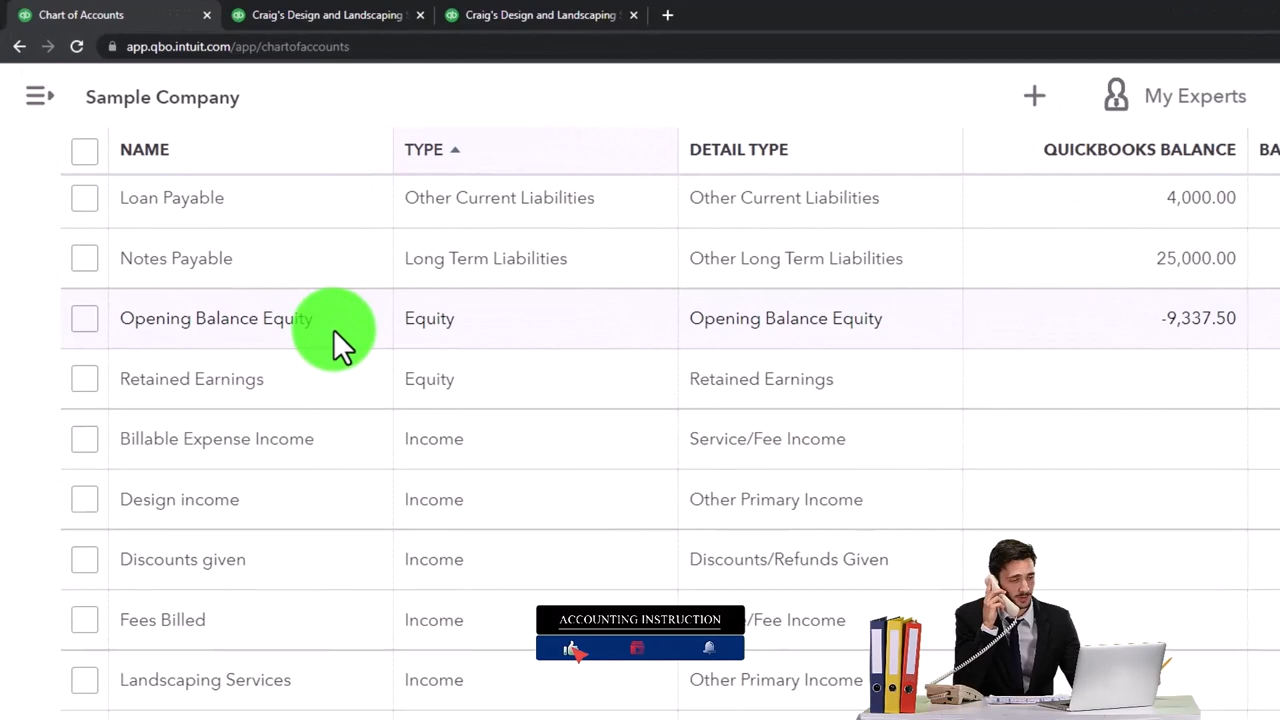 Chart of Accounts
Craig's Design and Landscaping
Craig's Design and Landscaping
app.qbo.intuit.com/app/chartofaccounts
Sample Company
My Experts
NAME TYPE DETAIL TYPE QUICKBOOKS BALANCE BA
Loan Payable Other Current Liabilities Other Current Liabilities 4,000.00
Notes Payable Long Term Liabilities Other Long Term Liabilities 25,000.00
Opening Balance Equity Equity Opening Balance Equity -9,337.50
Retained Earnings Equity Retained Earnings
Billable Expense Income Income Service/Fee Income
Design income Income Other Primary Income
Discounts given Income Discounts/Refunds Given
Fees Billed Income /Fee Income
ACCOUNTING INSTRUCTION
Landscaping Services Income Other Primary Income